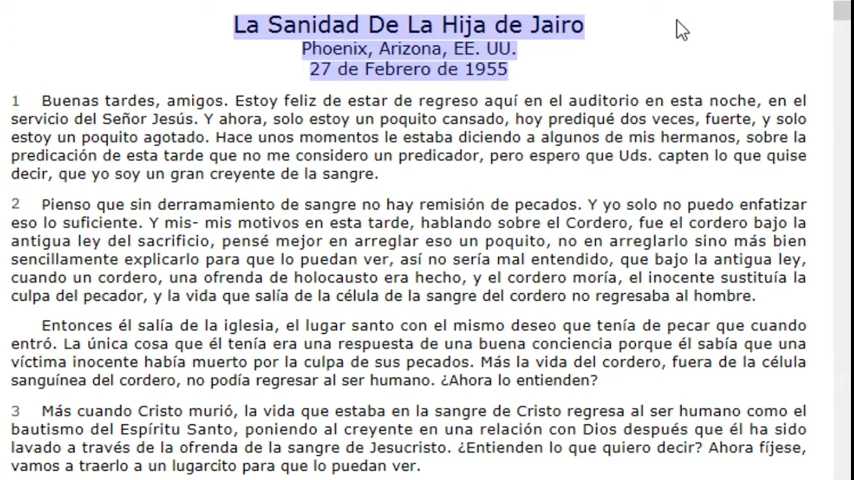 La Sanidad De La Hija de Jairo
Phoenix, Arizona, EE. UU.
27 de Febrero de 1955
1 Buenas tardes, amigos. Estoy feliz de estar de regreso aquí en el auditorio en esta noche, en el
servicio del Señor Jesús. Y ahora, solo estoy un poquito cansado, hoy prediqué dos veces, fuerte, y solo
estoy un poquito agotado. Hace unos momentos le estaba diciendo a algunos de mis hermanos, sobre la
predicación de esta tarde que no me considero un predicador, pero espero que Uds. capten lo que quise
decir, que yo soy un gran creyente de la sangre.
2 Pienso que sin derramamiento de sangre no hay remisión de pecados. Y yo solo no puedo enfatizar
eso lo suficiente. Y mis- mis motivos en esta tarde, hablando sobre el Cordero, fue el cordero bajo la
antigua ley del sacrificio, pensé mejor en arreglar eso un poquito, no en arreglarlo sino más bien
sencillamente explicarlo para que lo puedan ver, así no sería mal entendido, que bajo la antigua ley,
cuando un cordero, una ofrenda de holocausto era hecho, y el cordero moría, el inocente sustituía la
culpa del pecador, y la vida que salía de la célula de la sangre del cordero no regresaba al hombre.
Entonces él salía de la iglesia, el lugar santo con el mismo deseo que tenía de pecar que cuando
entró. La única cosa que él tenía era una respuesta de una buena conciencia porque él sabía que una
víctima inocente había muerto por la culpa de sus pecados. Más la vida del cordero, fuera de la célula
sanguínea del cordero, no podía regresar al ser humano. ¿Ahora lo entienden?
3 Más cuando Cristo murió, la vida que estaba en la sangre de Cristo regresa al ser humano como el
bautismo del Espíritu Santo, poniendo al creyente en una relación con Dios después que él ha sido
lavado a través de la ofrenda de la sangre de Jesucristo. ¿Entienden lo que quiero decir? Ahora fíjese,
vamos a traerlo a un lugarcito para que lo puedan ver.